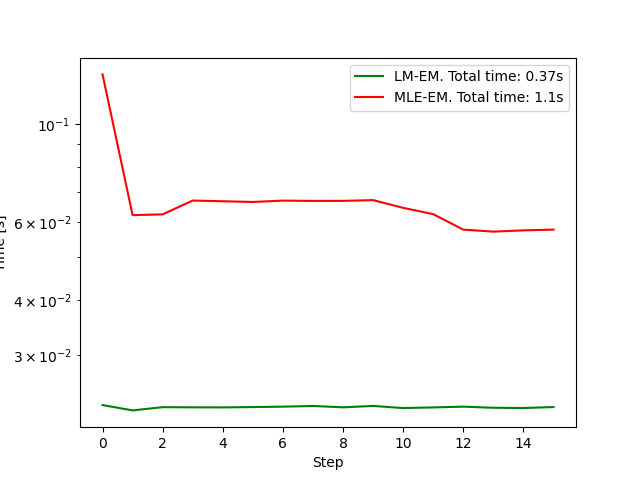 LM-EM. Total time: 0.37s
MLE-EM. Total time: 1.1s
10⁻¹
6 × 10⁻²
4 × 10⁻²
3 × 10⁻²
[s]
0 2 4 6 8 10 12 14
Step